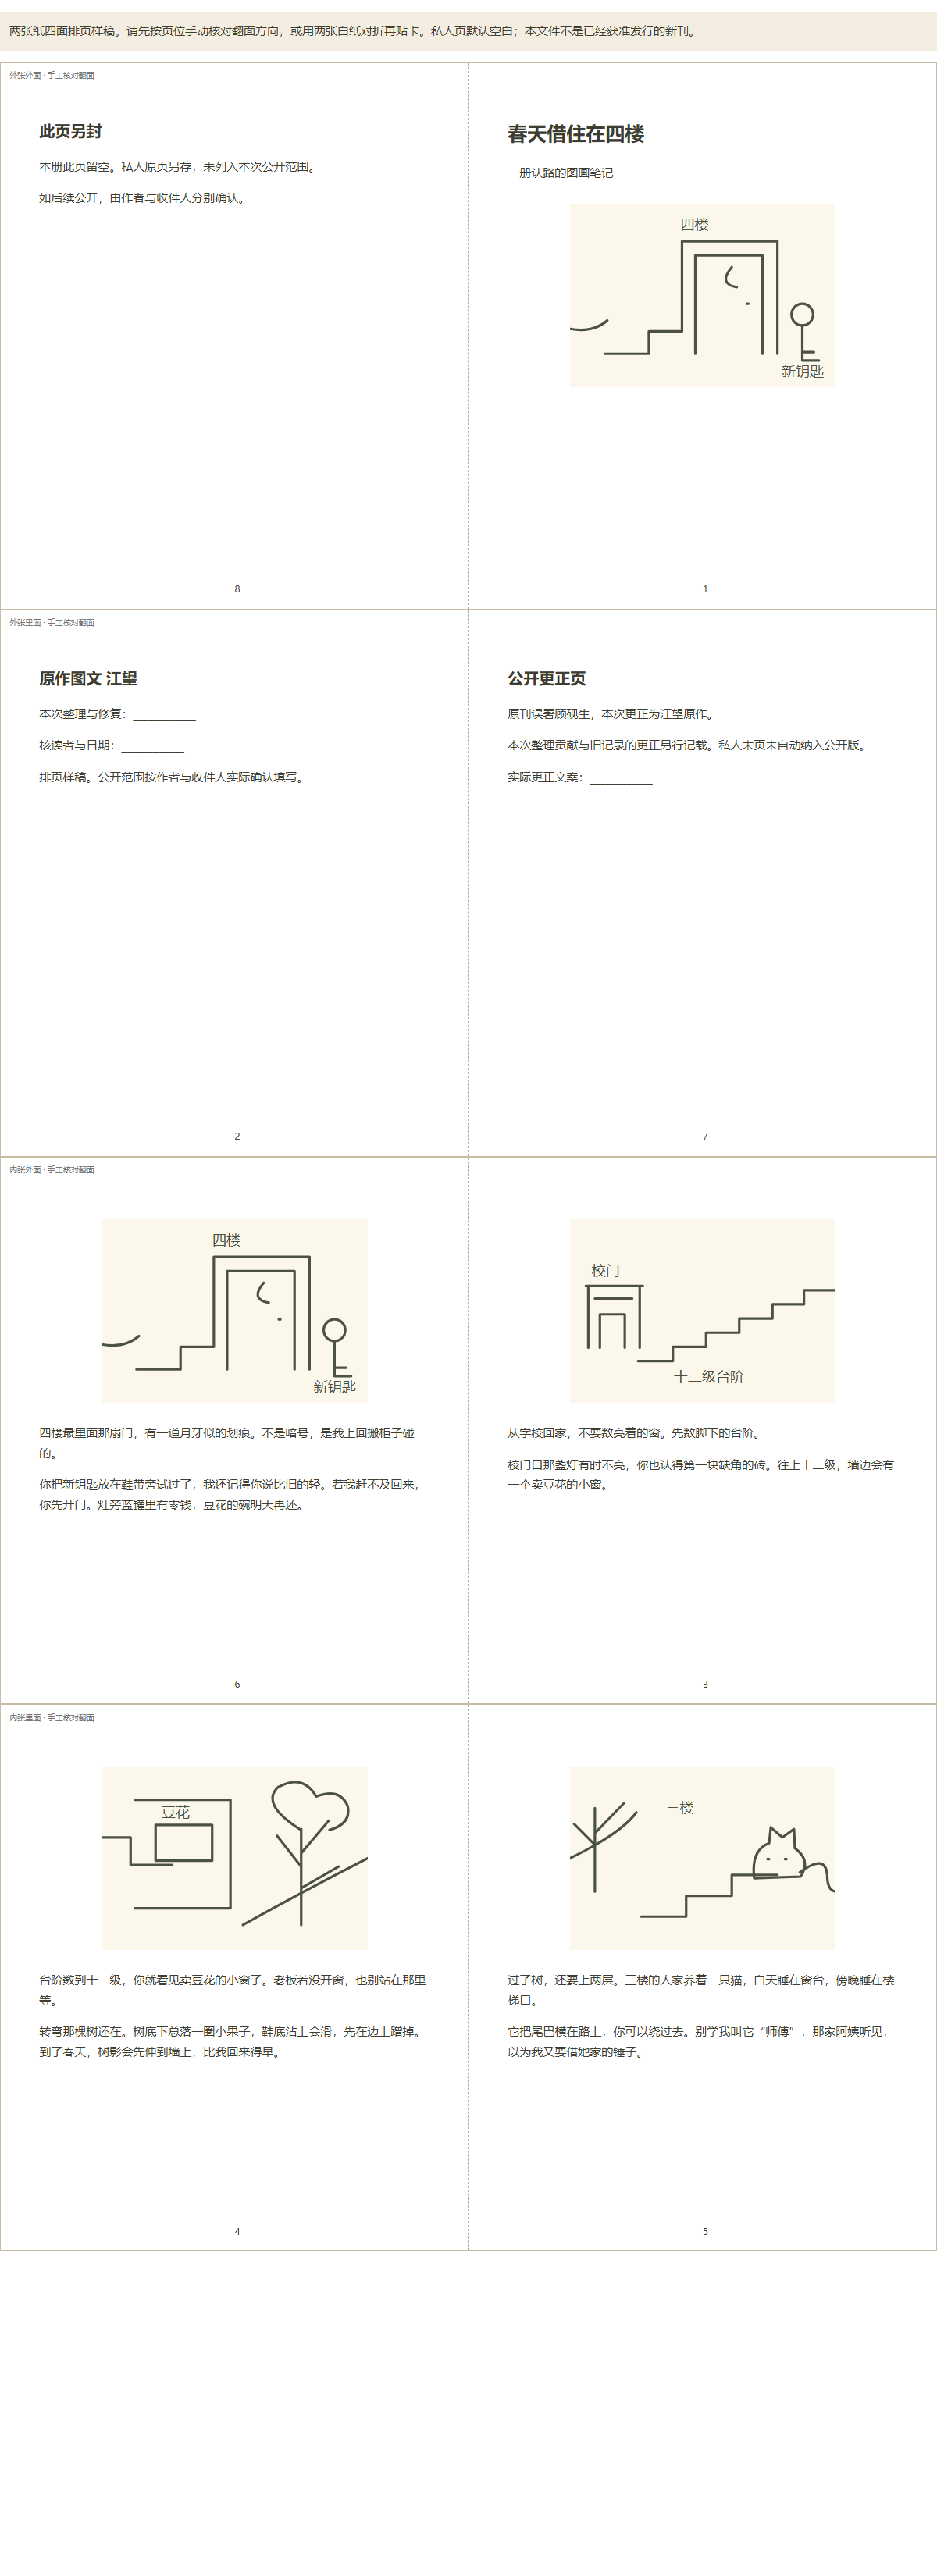 两张纸四面排页样稿。请先按页位手动核对翻面方向，或用两张白纸对折再贴卡。私人页默认空白；本文件不是已经获准发行的新刊。
外张外面 · 手工核对翻面
此页另封
本册此页留空。私人原页另存，未列入本次公开范围。
如后续公开，由作者与收件人分别确认。
8
春天借住在四楼
一册认路的图画笔记
四楼
新钥匙
1
外张里面 · 手工核对翻面
原作图文 江望
本次整理与修复：__________
核读者与日期：__________
排页样稿。公开范围按作者与收件人实际确认填写。
2
公开更正页
原刊误署顾砚生，本次更正为江望原作。
本次整理贡献与旧记录的更正另行记载。私人末页未自动纳入公开版。
实际更正文案：__________
7
内张外面 · 手工核对翻面
四楼
新钥匙
四楼最里面那扇门，有一道月牙似的划痕。不是暗号，是我上回搬柜子碰
的。
你把新钥匙放在鞋带旁试过了，我还记得你说比旧的轻。若我赶不及回来，
你先开门。灶旁蓝罐里有零钱，豆花的碗明天再还。
6
校门
十二级台阶
从学校回家，不要数亮着的窗。先数脚下的台阶。
校门口那盏灯有时不亮，你也认得第一块缺角的砖。往上十二级，墙边会有
一个卖豆花的小窗。
3
内张里面 · 手工核对翻面
豆花
台阶数到十二级，你就看见卖豆花的小窗了。老板若没开窗，也别站在那里
等。
转弯那棵树还在。树底下总落一圈小果子，鞋底沾上会滑，先在边上蹭掉。
到了春天，树影会先伸到墙上，比我回来得早。
4
三楼
过了树，还要上两层。三楼的人家养着一只猫，白天睡在窗台，傍晚睡在楼
梯口。
它把尾巴横在路上，你可以绕过去。别学我叫它“师傅”，那家阿姨听见，
以为我又要借她家的锤子。
5